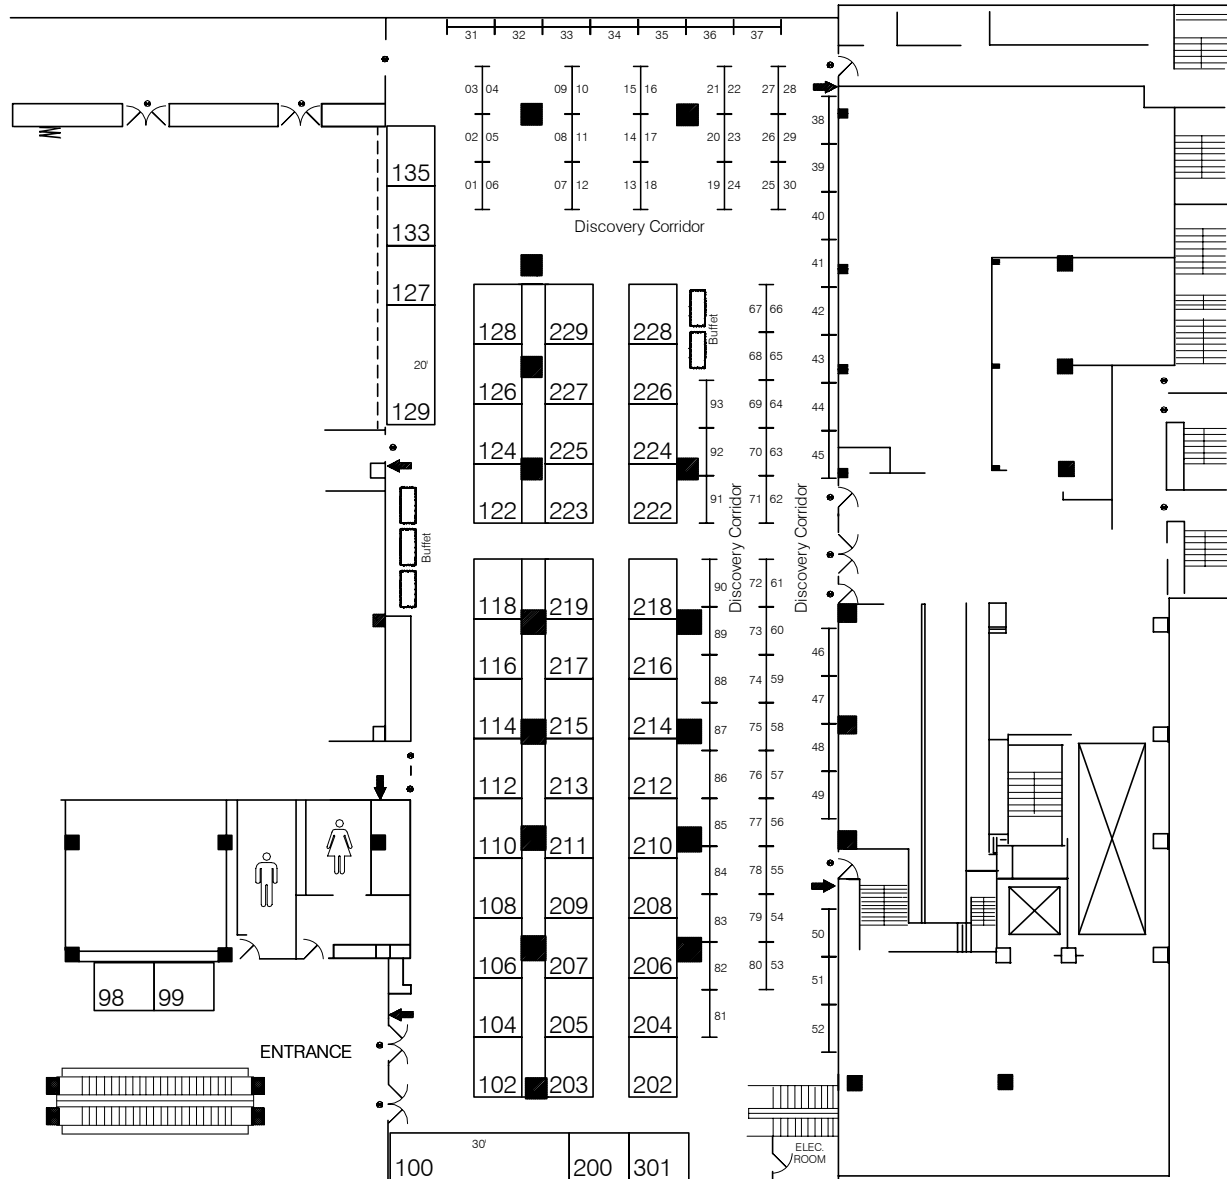 31 32 33 34 35 36 37
03 04 09 10 15 16 21 22 27 28
38
02 05 08 11 14 17 20 23 26 29
39
135
01 06 07 12 13 18 19 24 25 30
40
Discovery Corridor
133
41
127
67 66
42
128 229 228
Buffet
68 65
43
20'
126 227 226
93 69 64
44
129
124 225 224
92 70 63
45
122 223 222
91 71 62
Discovery Corridor
Discovery Corridor
Buffet
118 219 218
90 72 61
89 73 60
46
116 217 216
88 74 59
47
114 215 214
87 75 58
48
112 213 212
86 76 57
49
110 211 210
85 77 56
84 78 55
108 209 208
83 79 54
50
106 207 206
82 80 53
51
98 99
104 205 204
81
52
ENTRANCE
102 203 202
30'
100 200 301
ELEC.
ROOM